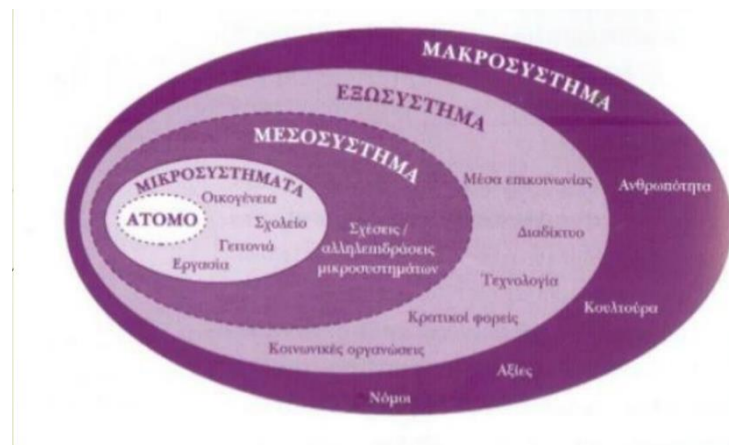 ΜΑΚΡΟΣΥΣΤΗΜΑ
ΕΞΩΣΥΣΤΗΜΑ
ΜΕΣΟΣΥΣΤΗΜΑ
ΜΙΚΡΟΣΥΣΤΗΜΑΤΑ
ΑΤΟΜΟ
Οικογένεια
Σχολείο
Γειτονιά
Εργασία
Σχέσεις /
αλληλεπιδράσεις
μικροσυστημάτων
Μέσα επικοινωνίας
Διαδίκτυο
Τεχνολογία
Κρατικοί φορείς
Κοινωνικές οργανώσεις
Ανθρωπότητα
Κουλτούρα
Αξίες
Νόμοι